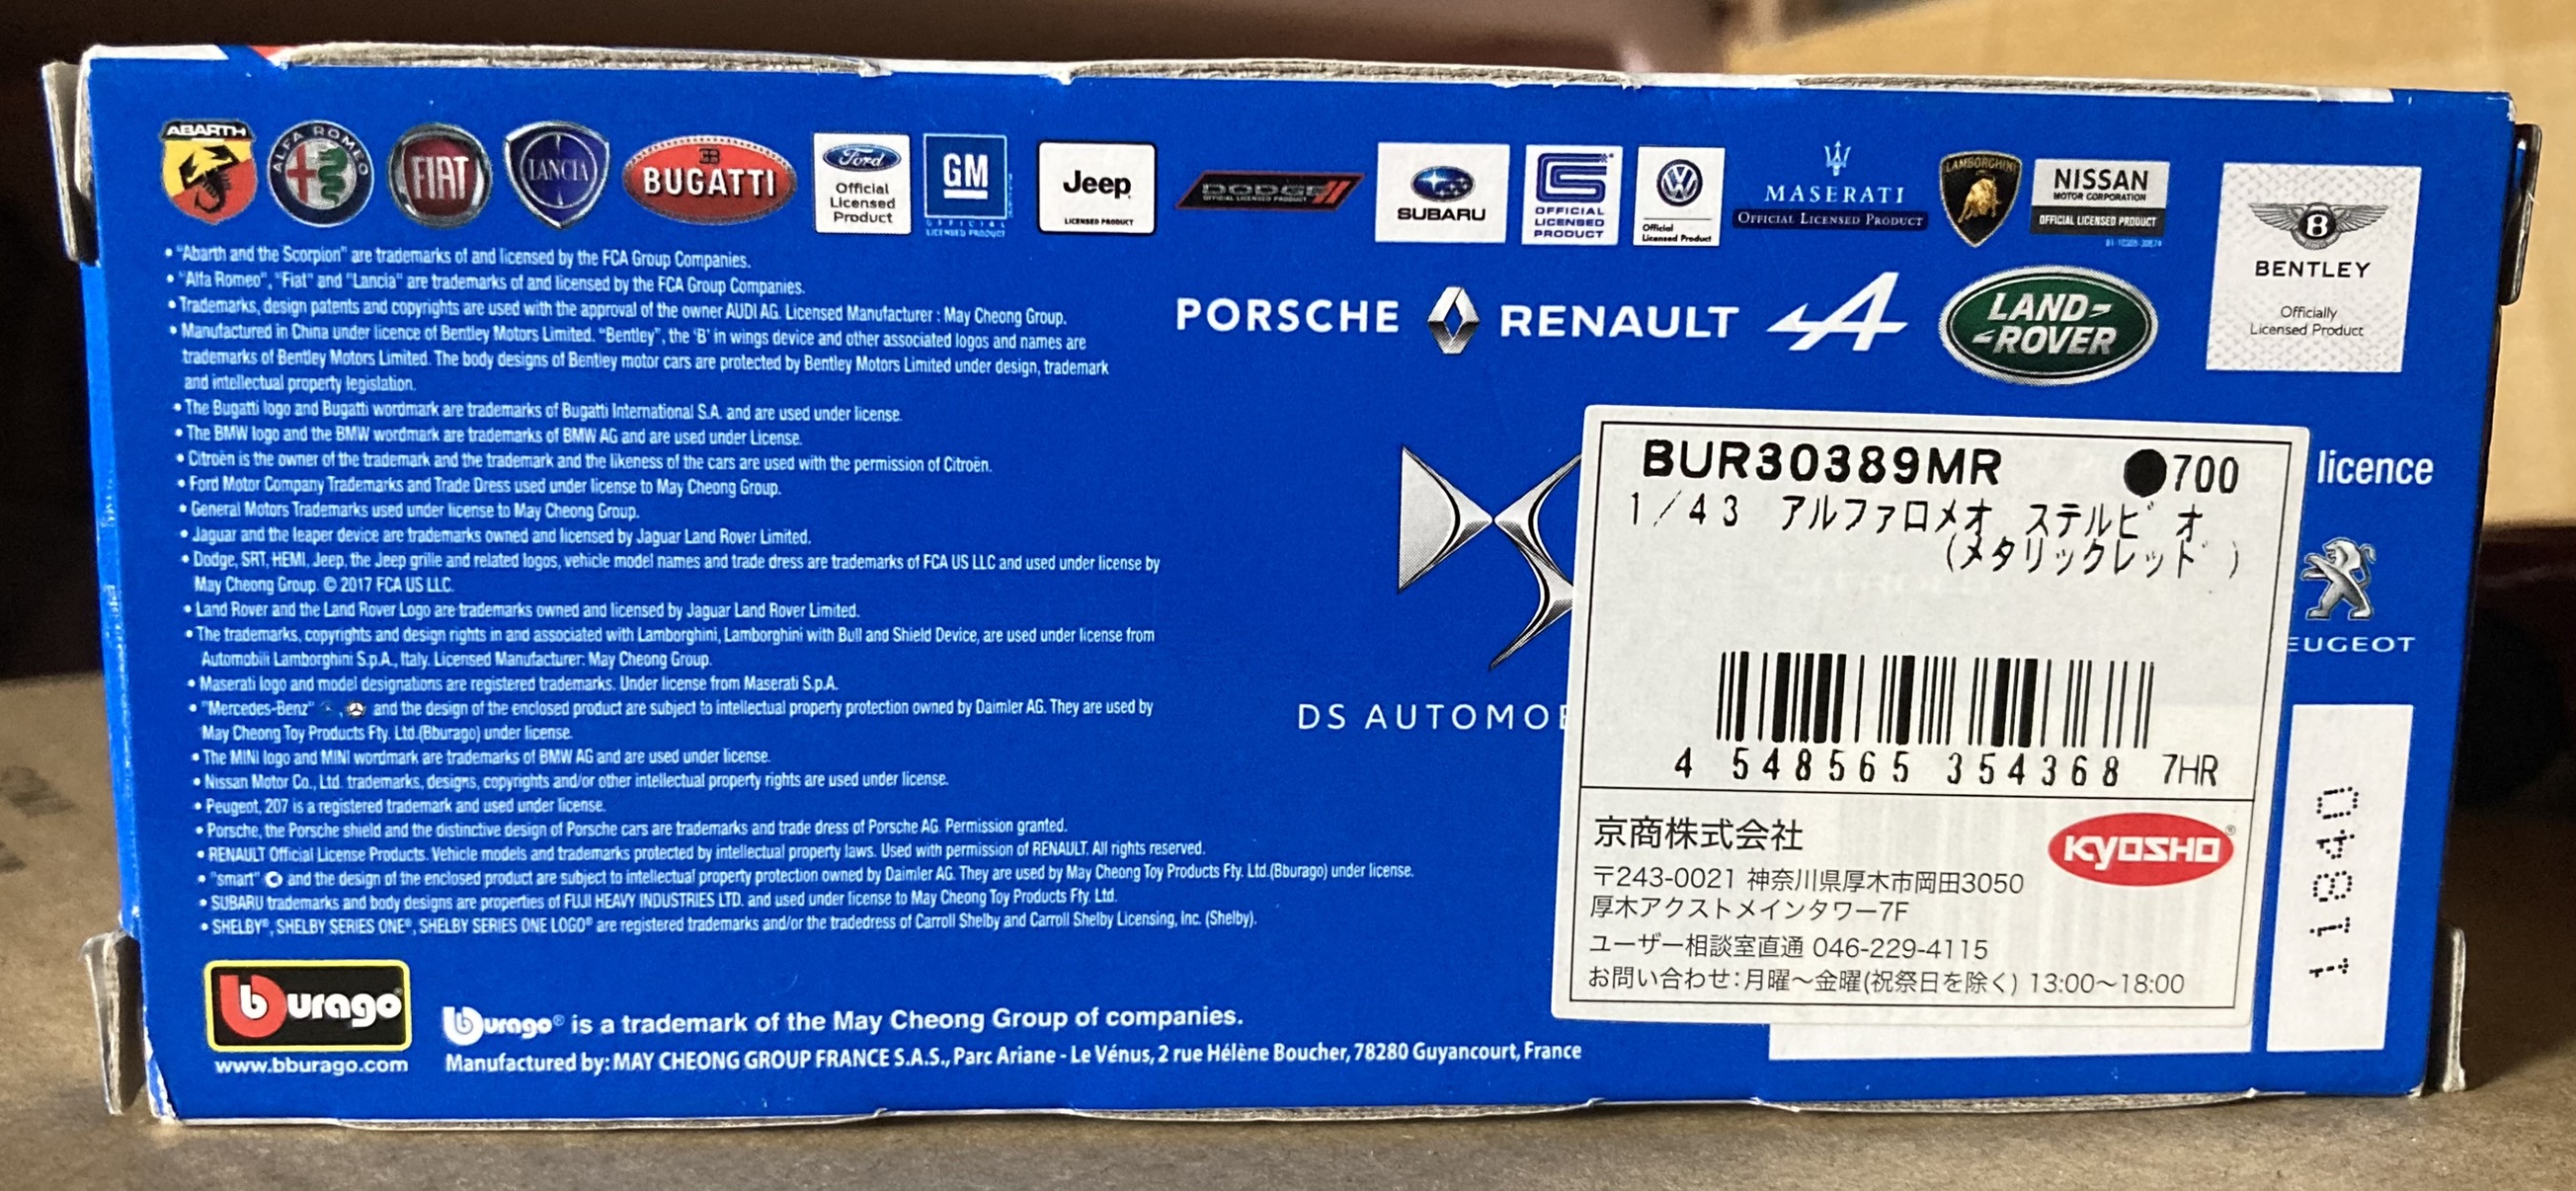 ABARTH
ALFA ROMEO
FIAT
LANCIA
EB
BUGATTI
Ford
Official
Licensed
Product
GM
OFFICIAL
LICENSED PRODUCT
Jeep
LICENSED PRODUCT
DODGE
OFFICIAL LICENSED PRODUCT
SUBARU
OFFICIAL
LICENSED
PRODUCT
Official
Licensed Product
MASERATI
OFFICIAL LICENSED PRODUCT
LAMBORGHINI
NISSAN
MOTOR CORPORATION
OFFICIAL LICENSED PRODUCT
B
BENTLEY
Officially
Licensed Product
PORSCHE
RENAULT
A
LAND-
-ROVER
• "Abarth and the Scorpion" are trademarks of and licensed by the FCA Group Companies.
• "Alfa Romeo", "Fiat" and "Lancia" are trademarks of and licensed by the FCA Group Companies.
• Trademarks, design patents and copyrights are used with the approval of the owner AUDI AG. Licensed Manufacturer : May Cheong Group.
• Manufactured in China under licence of Bentley Motors Limited. "Bentley", the 'B' in wings device and other associated logos and names are
trademarks of Bentley Motors Limited. The body designs of Bentley motor cars are protected by Bentley Motors Limited under design, trademark
and intellectual property legislation.
• The Bugatti logo and Bugatti wordmark are trademarks of Bugatti International S.A. and are used under license.
• The BMW logo and the BMW wordmark are trademarks of BMW AG and are used under License.
• Citroën is the owner of the trademark and the trademark and the likeness of the cars are used with the permission of Citroën.
• Ford Motor Company Trademarks and Trade Dress used under license to May Cheong Group.
• General Motors Trademarks used under license to May Cheong Group.
• Jaguar and the leaper device are trademarks owned and licensed by Jaguar Land Rover Limited.
• Dodge, SRT, HEMI, Jeep, the Jeep grille and related logos, vehicle model names and trade dress are trademarks of FCA US LLC and used under license by
May Cheong Group. © 2017 FCA US LLC.
• Land Rover and the Land Rover Logo are trademarks owned and licensed by Jaguar Land Rover Limited.
• The trademarks, copyrights and design rights in and associated with Lamborghini, Lamborghini with Bull and Shield Device, are used under license from
Automobili Lamborghini S.p.A., Italy. Licensed Manufacturer: May Cheong Group.
• Maserati logo and model designations are registered trademarks. Under license from Maserati S.p.A.
• "Mercedes-Benz" , and the design of the enclosed product are subject to intellectual property protection owned by Daimler AG. They are used by
May Cheong Toy Products Fty. Ltd.(Bburago) under license.
• The MINI logo and MINI wordmark are trademarks of BMW AG and are used under license.
• Nissan Motor Co., Ltd. trademarks, designs, copyrights and/or other intellectual property rights are used under license.
• Peugeot, 207 is a registered trademark and used under license.
• Porsche, the Porsche shield and the distinctive design of Porsche cars are trademarks and trade dress of Porsche AG. Permission granted.
• RENAULT Official License Products. Vehicle models and trademarks protected by intellectual property laws. Used with permission of RENAULT. All rights reserved.
• "smart" and the design of the enclosed product are subject to intellectual property protection owned by Daimler AG. They are used by May Cheong Toy Products Fty. Ltd.(Bburago) under license.
• SUBARU trademarks and body designs are properties of FUJI HEAVY INDUSTRIES LTD. and used under license to May Cheong Toy Products Fty. Ltd.
• SHELBY®, SHELBY SERIES ONE®, SHELBY SERIES ONE LOGO® are registered trademarks and/or the tradedress of Carroll Shelby and Carroll Shelby Licensing, Inc. (Shelby).
DS AUTOMOB
licence
EUGEOT
BUR30389MR ●700
1/43 アルファロメオ ステルビオ
(メタリックレッド)
4 548565 354368 7HR
京商株式会社
KYOSHO®
〒243-0021 神奈川県厚木市岡田3050
厚木アクストメインタワー7F
ユーザー相談室直通 046-229-4115
お問い合わせ:月曜〜金曜(祝祭日を除く) 13:00〜18:00
11840
burago®
www.bburago.com
burago® is a trademark of the May Cheong Group of companies.
Manufactured by: MAY CHEONG GROUP FRANCE S.A.S., Parc Ariane - Le Vénus, 2 rue Hélène Boucher, 78280 Guyancourt, France